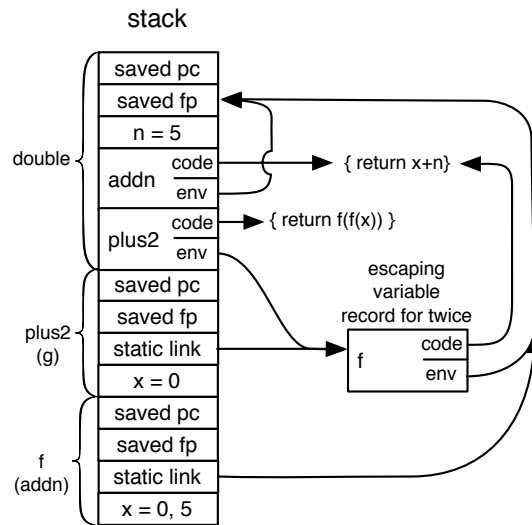 stack
saved pc
saved fp
n = 5
double
addn
code
env
{ return x+n}
plus2
code
env
{ return f(f(x)) }
saved pc
saved fp
static link
x = 0
plus2
(g)
escaping
variable
record for twice
f
code
env
saved pc
saved fp
static link
x = 0, 5
f
(addn)